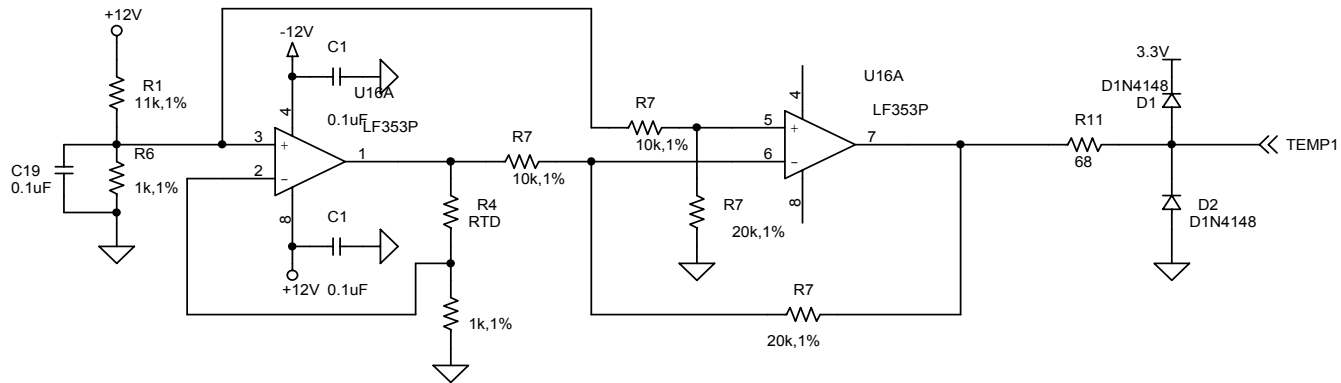 +12V
R1
11k,1%
R6
1k,1%
C19
0.1uF
-12V
C1
0.1uF
U16A
LF353P
4
3
+
2
−
1
8
C1
0.1uF
+12V
R7
10k,1%
R4
RTD
1k,1%
R7
10k,1%
R7
20k,1%
U16A
LF353P
4
5
+
6
−
7
8
R7
20k,1%
R11
68
3.3V
D1N4148
D1
D2
D1N4148
TEMP1